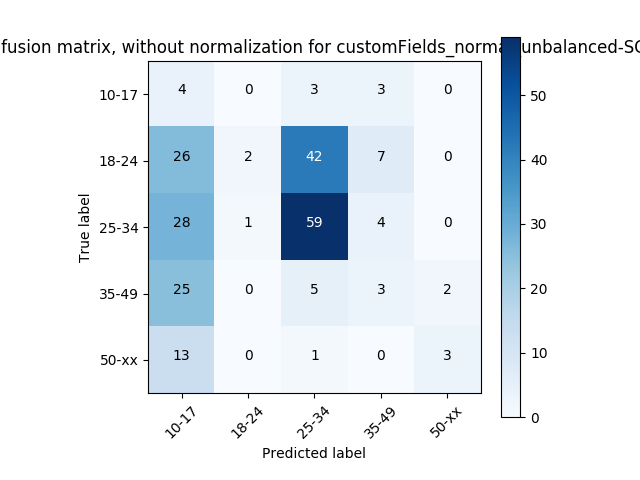 fusion matrix, without normalization for customFields_norma unbalanced-SC
True label
10-17 4 0 3 3 0
18-24 26 2 42 7 0
25-34 28 1 59 4 0
35-49 25 0 5 3 2
50-xx 13 0 1 0 3
10-17 18-24 25-34 35-49 50-xx
Predicted label
50
40
30
20
10
0